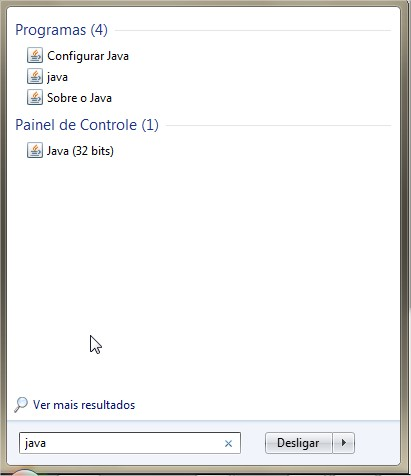 Programas (4)
Configurar Java
java
Sobre o Java
Painel de Controle (1)
Java (32 bits)
Ver mais resultados
java
Desligar